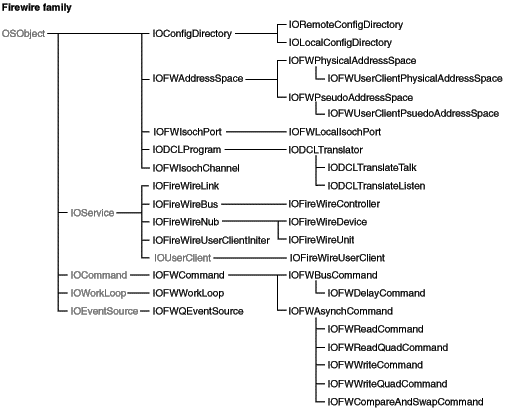 Firewire family
OSObject
IOConfigDirectory
IORemoteConfigDirectory
IOLocalConfigDirectory
IOFWAddressSpace
IOFWPhysicalAddressSpace
IOFWUserClientPhysicalAddressSpace
IOFWPseudoAddressSpace
IOFWUserClientPsuedoAddressSpace
IOFWIsochPort
IOFWLocalIsochPort
IODCLProgram
IODCLTranslator
IOFWIsochChannel
IODCLTranslateTalk
IODCLTranslateListen
IOService
IOFireWireLink
IOFireWireBus
IOFireWireController
IOFireWireNub
IOFireWireDevice
IOFireWireUserClientIniter
IOFireWireUnit
IOUserClient
IOFireWireUserClient
IOCommand
IOFWCommand
IOFWBusCommand
IOWorkLoop
IOFWWorkLoop
IOFWDelayCommand
IOEventSource
IOFWQEventSource
IOFWAsynchCommand
IOFWReadCommand
IOFWReadQuadCommand
IOFWWriteCommand
IOFWWriteQuadCommand
IOFWCompareAndSwapCommand